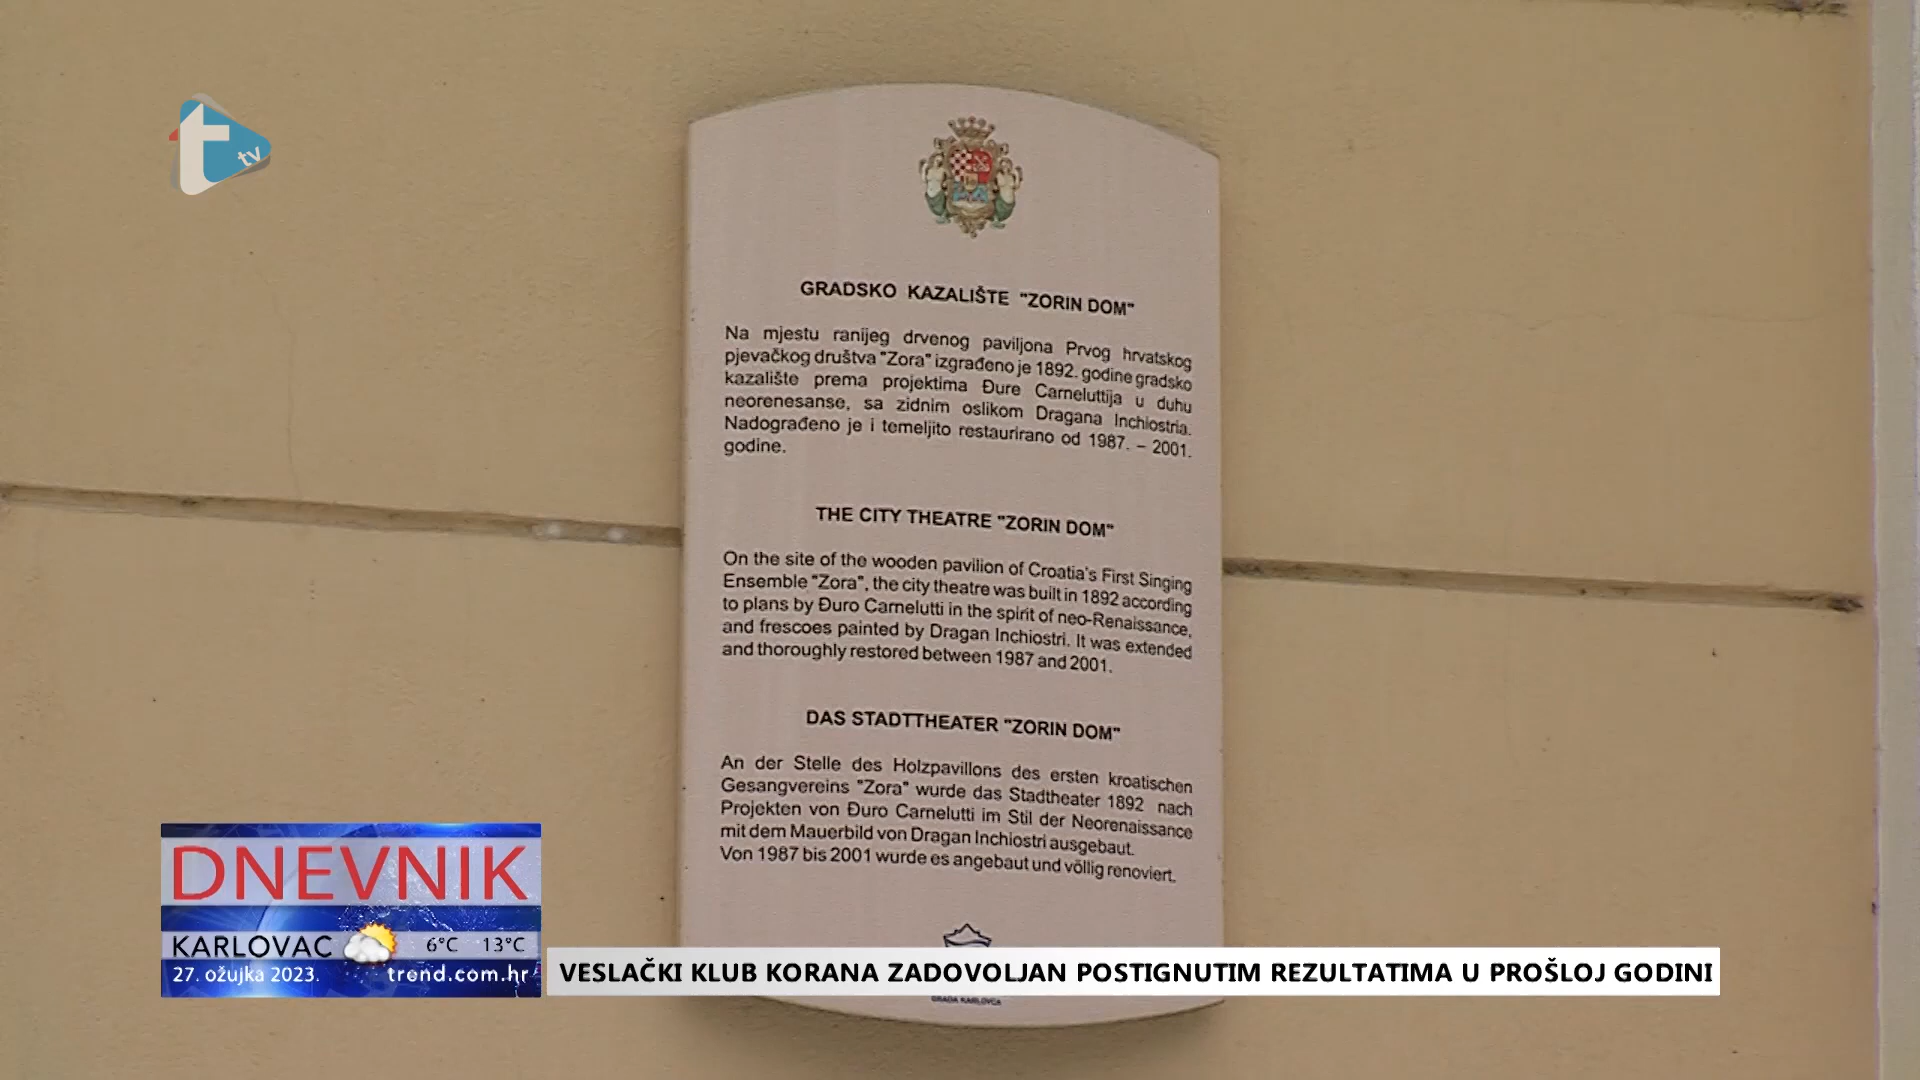 t tv
GRADSKO KAZALIŠTE "ZORIN DOM"
Na mjestu ranijeg drvenog paviljona Prvog hrvatskog
pjevačkog društva "Zora" izgrađeno je 1892. godine gradsko
kazalište prema projektima Đure Carneluttija u duhu
neorenesanse, sa zidnim oslikom Dragana Inchiostria.
Nadograđeno je i temeljito restaurirano od 1987. – 2001.
godine.
THE CITY THEATRE "ZORIN DOM"
On the site of the wooden pavilion of Croatia's First Singing
Ensemble "Zora", the city theatre was built in 1892 according
to plans by Đuro Carnelutti in the spirit of neo-Renaissance,
and frescoes painted by Dragan Inchiostri. It was extended
and thoroughly restored between 1987 and 2001.
DAS STADTTHEATER "ZORIN DOM"
An der Stelle des Holzpavillons des ersten kroatischen
Gesangvereins "Zora" wurde das Stadtheater 1892 nach
Projekten von Đuro Carnelutti im Stil der Neorenaissance
mit dem Mauerbild von Dragan Inchiostri ausgebaut.
Von 1987 bis 2001 wurde es angebaut und völlig renoviert.
DNEVNIK
KARLOVAC 6°C 13°C
27. ožujka 2023. trend.com.hr
VESLAČKI KLUB KORANA ZADOVOLJAN POSTIGNUTIM REZULTATIMA U PROŠLOJ GODINI
GRADA KARLOVCA